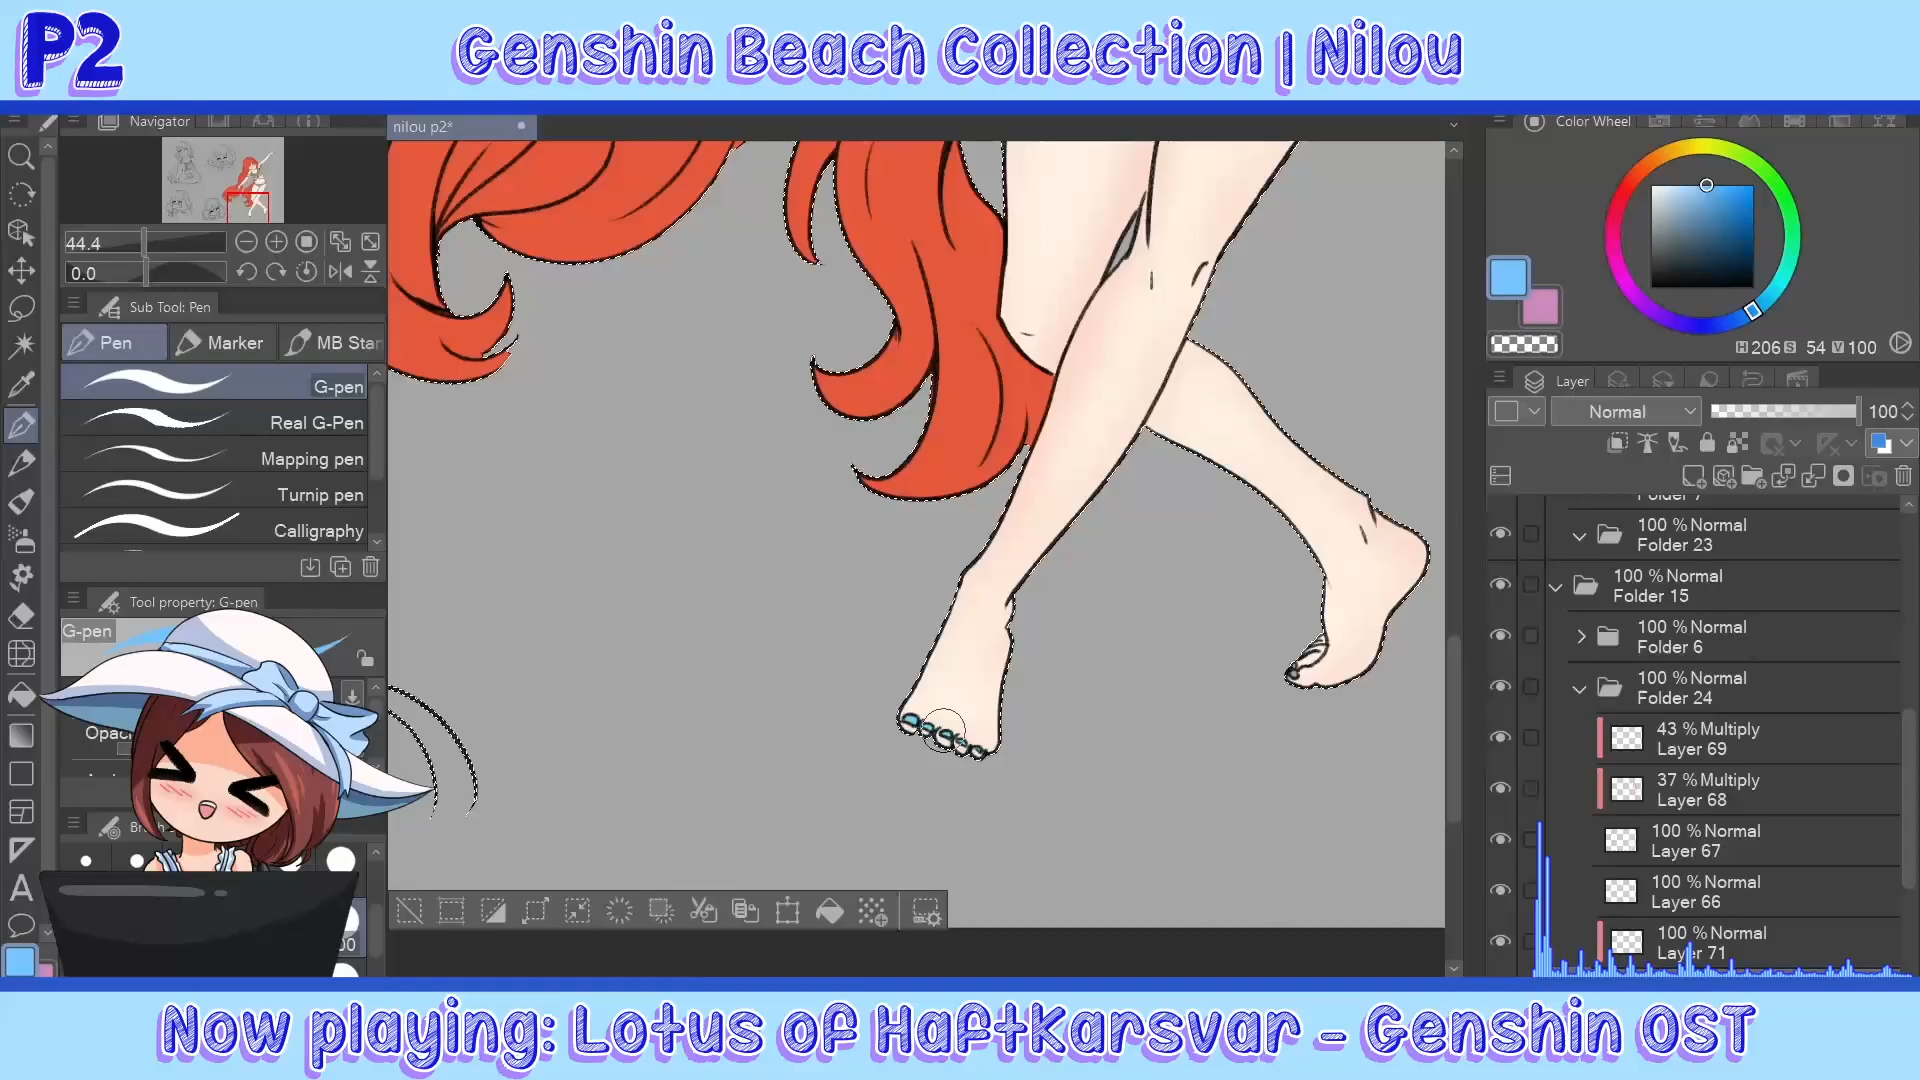 P2
Genshin Beach Collection | Nilou
Navigator
nilou p2*
Color Wheel
44.4
0.0
Sub Tool: Pen
Pen
Marker
MB Star
G-pen
Real G-Pen
Mapping pen
Turnip pen
Calligraphy
Tool property: G-pen
G-pen
H 206 S 54 V 100
Layer
Normal
100
Folder 7
100 % Normal
Folder 23
100 % Normal
Folder 15
100 % Normal
Folder 6
100 % Normal
Folder 24
43 % Multiply
Layer 69
37 % Multiply
Layer 68
100 % Normal
Layer 67
100 % Normal
Layer 66
100 % Normal
Layer 71
Now playing: Lotus of Haftkarsvar - Genshin OST